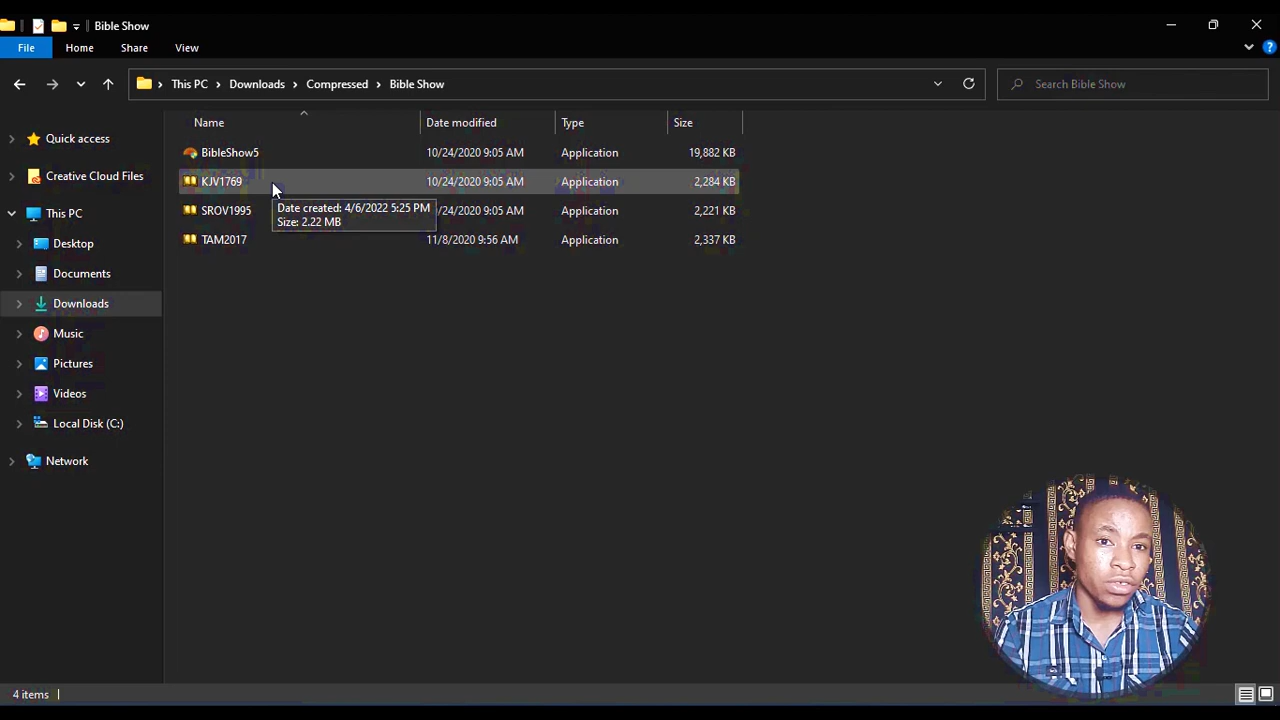 Bible Show
File Home Share View
This PC Downloads Compressed Bible Show Search Bible Show
Name Date modified Type Size
Quick access
Creative Cloud Files
This PC
Desktop
Documents
Downloads
Music
Pictures
Videos
Local Disk (C:)
Network
BibleShow5 10/24/2020 9:05 AM Application 19,882 KB
KJV1769 10/24/2020 9:05 AM Application 2,284 KB
Date created: 4/6/2022 5:25 PM
Size: 2.22 MB
SROV1995 /24/2020 9:05 AM Application 2,221 KB
TAM2017 11/8/2020 9:56 AM Application 2,337 KB
4 items